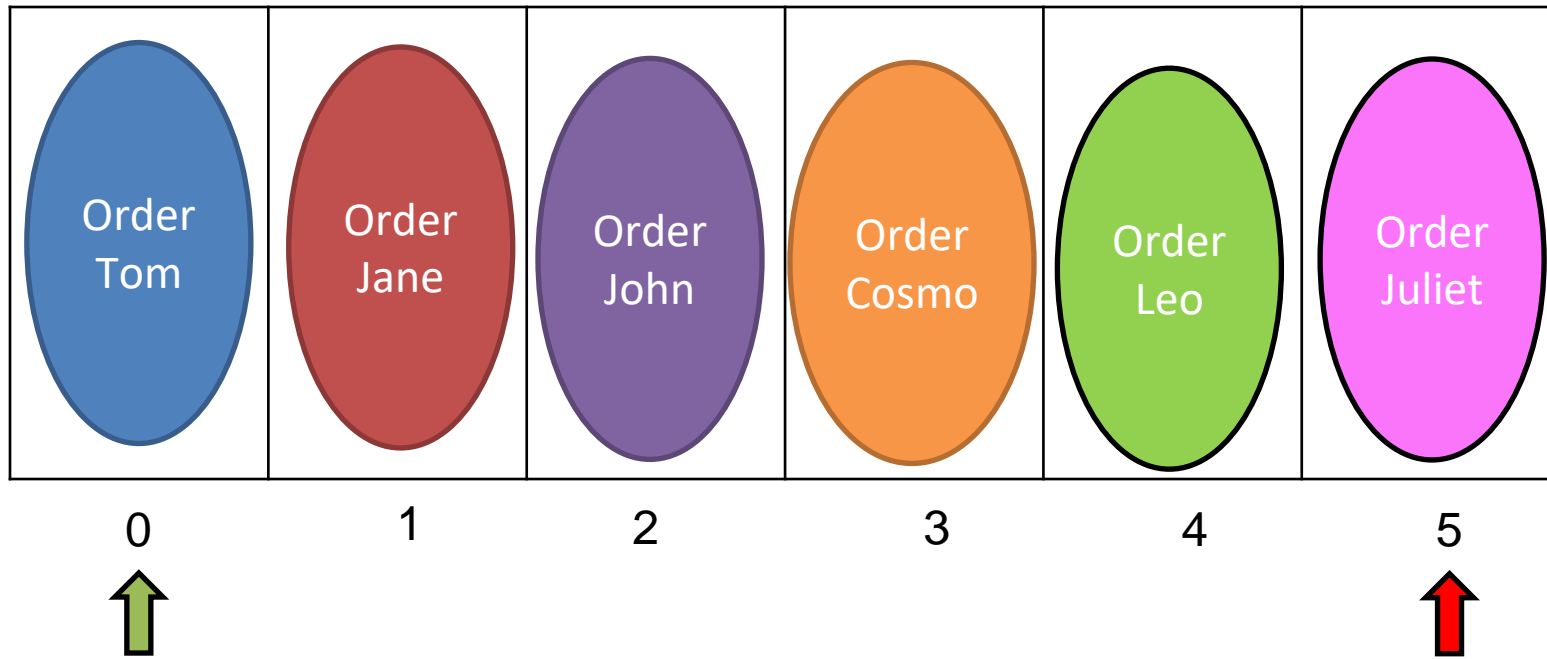 Order
Tom
Order
Jane
Order
John
Order
Cosmo
Order
Leo
Order
Juliet
0
1
2
3
4
5